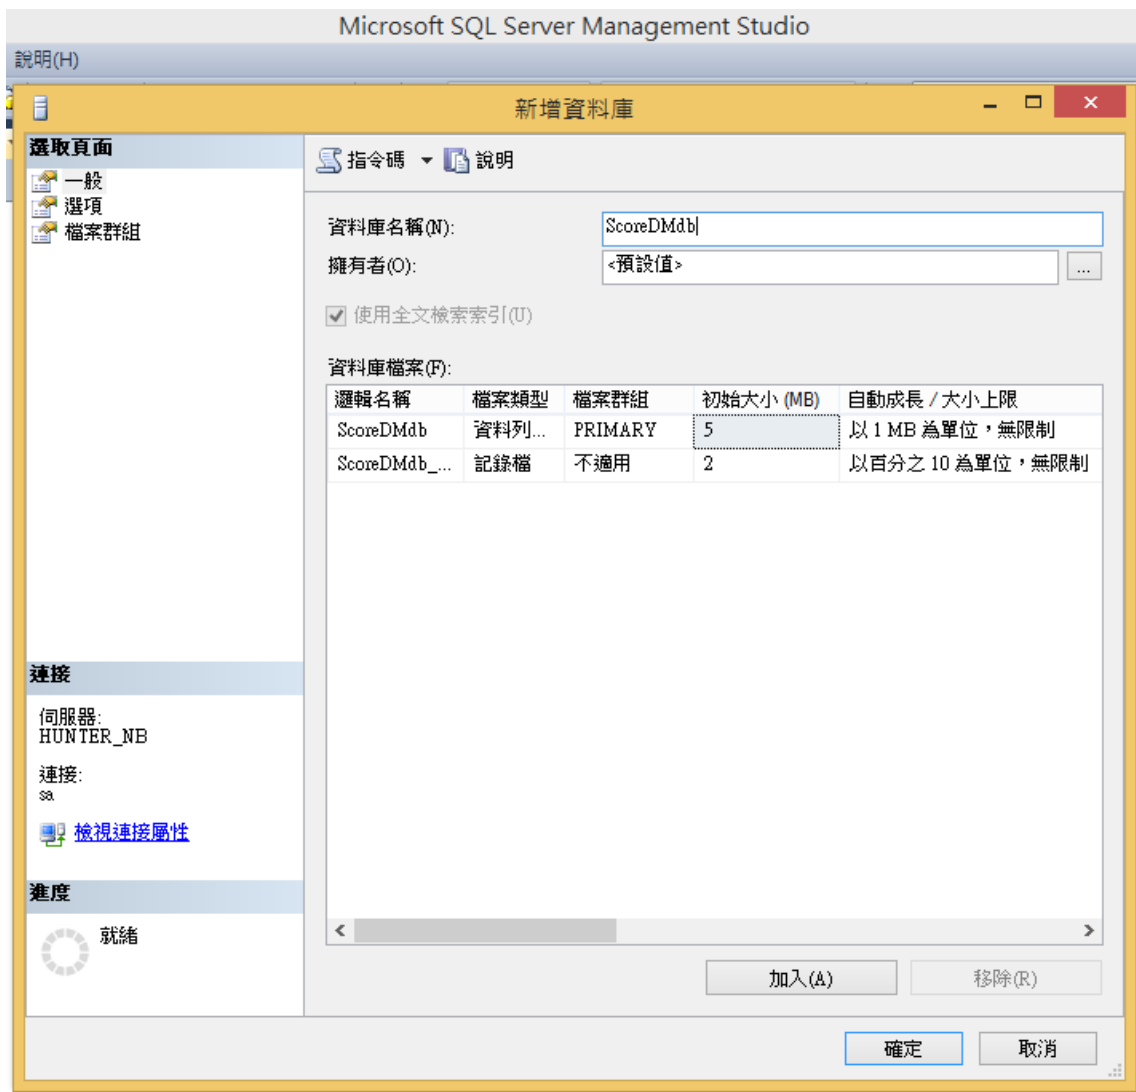 Microsoft SQL Server Management Studio
說明(H)
新增資料庫
選取頁面
一般
選項
檔案群組
指令碼 說明
資料庫名稱(N): ScoreDMdb
擁有者(O): <預設值> ...
使用全文檢索索引(U)
資料庫檔案(F):
邏輯名稱 檔案類型 檔案群組 初始大小 (MB) 自動成長 / 大小上限
ScoreDMdb 資料列... PRIMARY 5 以 1 MB 為單位，無限制
ScoreDMdb_... 記錄檔 不適用 2 以百分之 10 為單位，無限制
連接
伺服器:
HUNTER_NB
連接:
sa
檢視連接屬性
進度
就緒
加入(A) 移除(R)
確定 取消